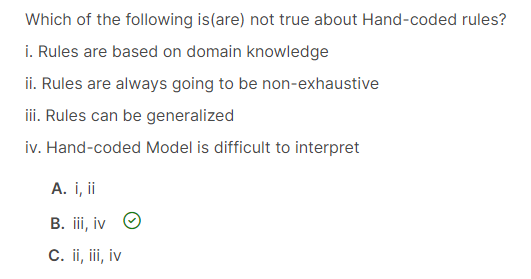 Which of the following is(are) not true about Hand-coded rules?
i. Rules are based on domain knowledge
ii. Rules are always going to be non-exhaustive
iii. Rules can be generalized
iv. Hand-coded Model is difficult to interpret
A. i, ii
B. iii, iv
C. ii, iii, iv